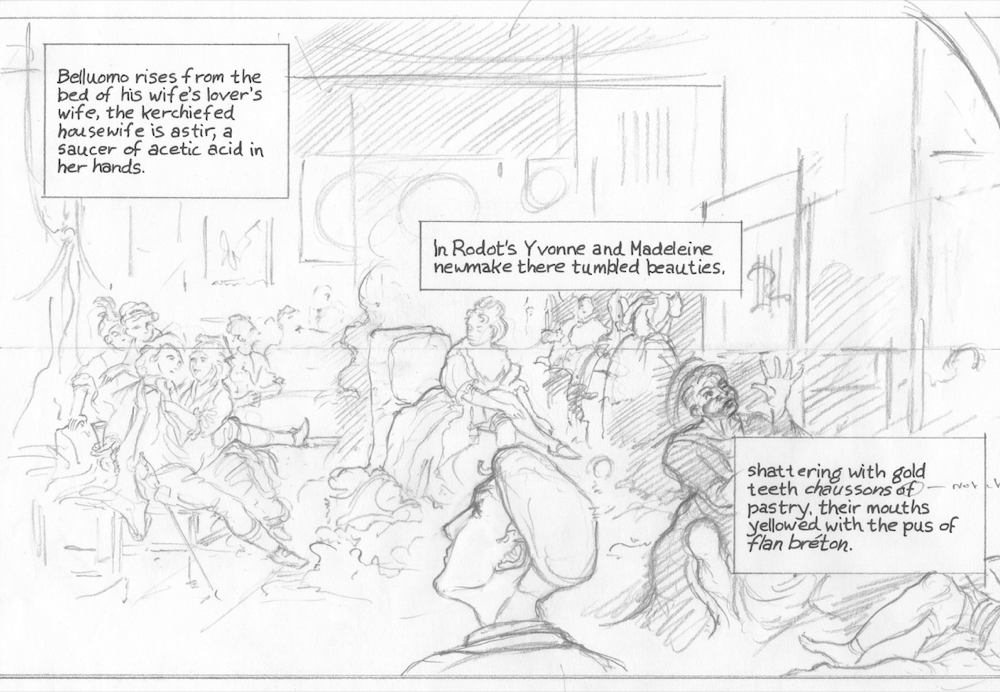 Belluomo rises from the
bed of his wife's lover's
wife, the kerchiefed
housewife is astir, a
saucer of acetic acid in
her hands.
In Rodot's Yvonne and Madeleine
newmake there tumbled beauties,
shattering with gold
teeth chaussons of
pastry, their mouths
yellowed with the pus of
flan bréton.
not